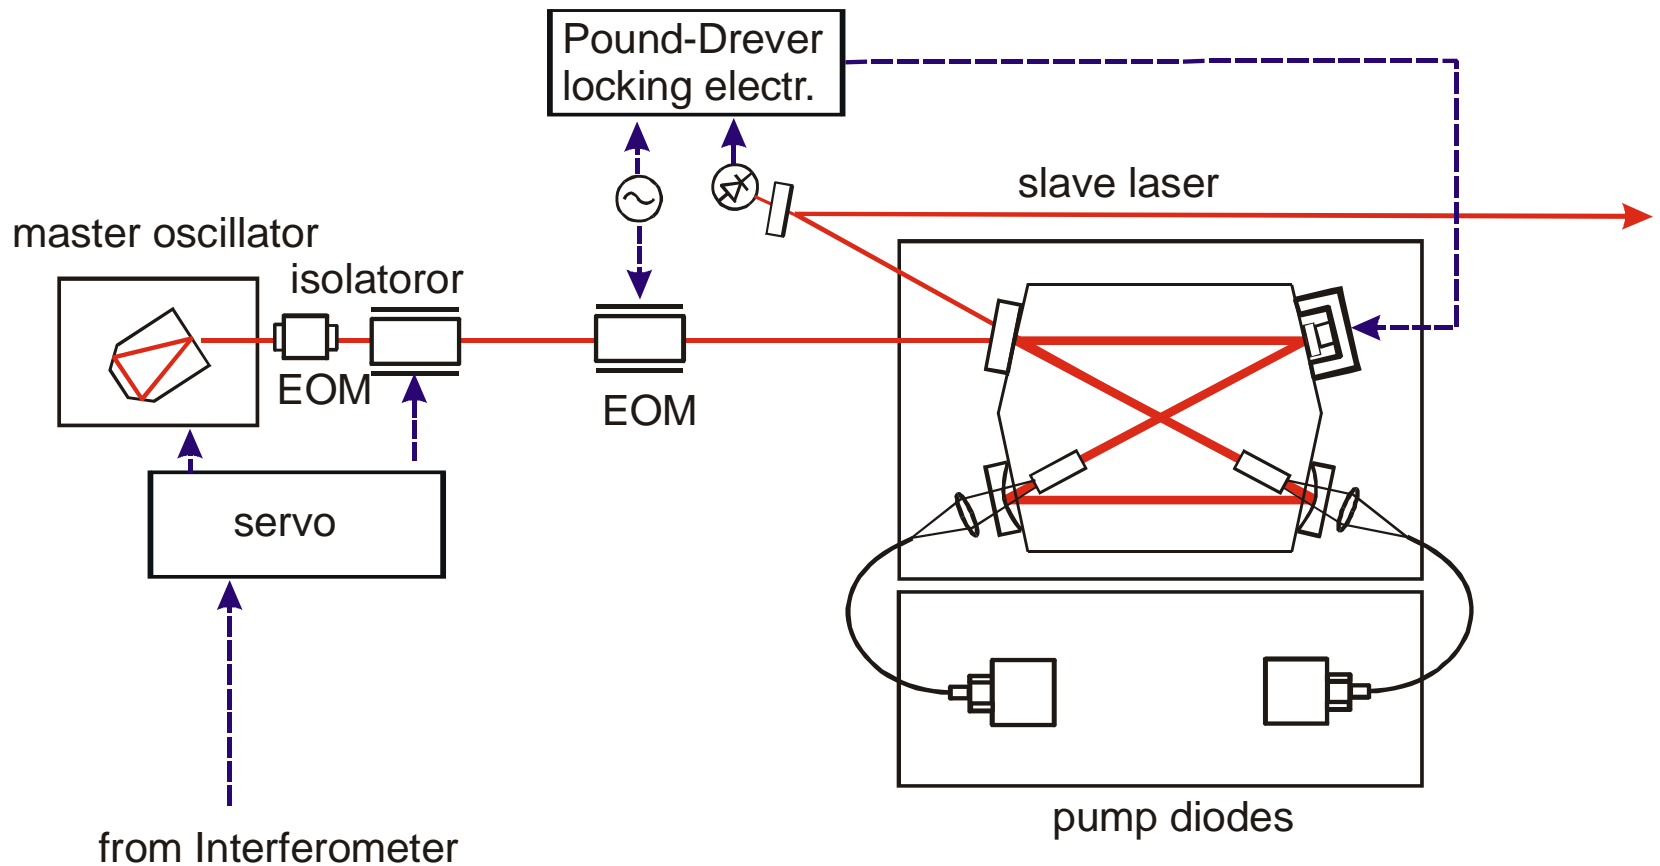 Pound-Drever
locking electr.
slave laser
master oscillator
isolatoror
EOM
EOM
servo
pump diodes
from Interferometer